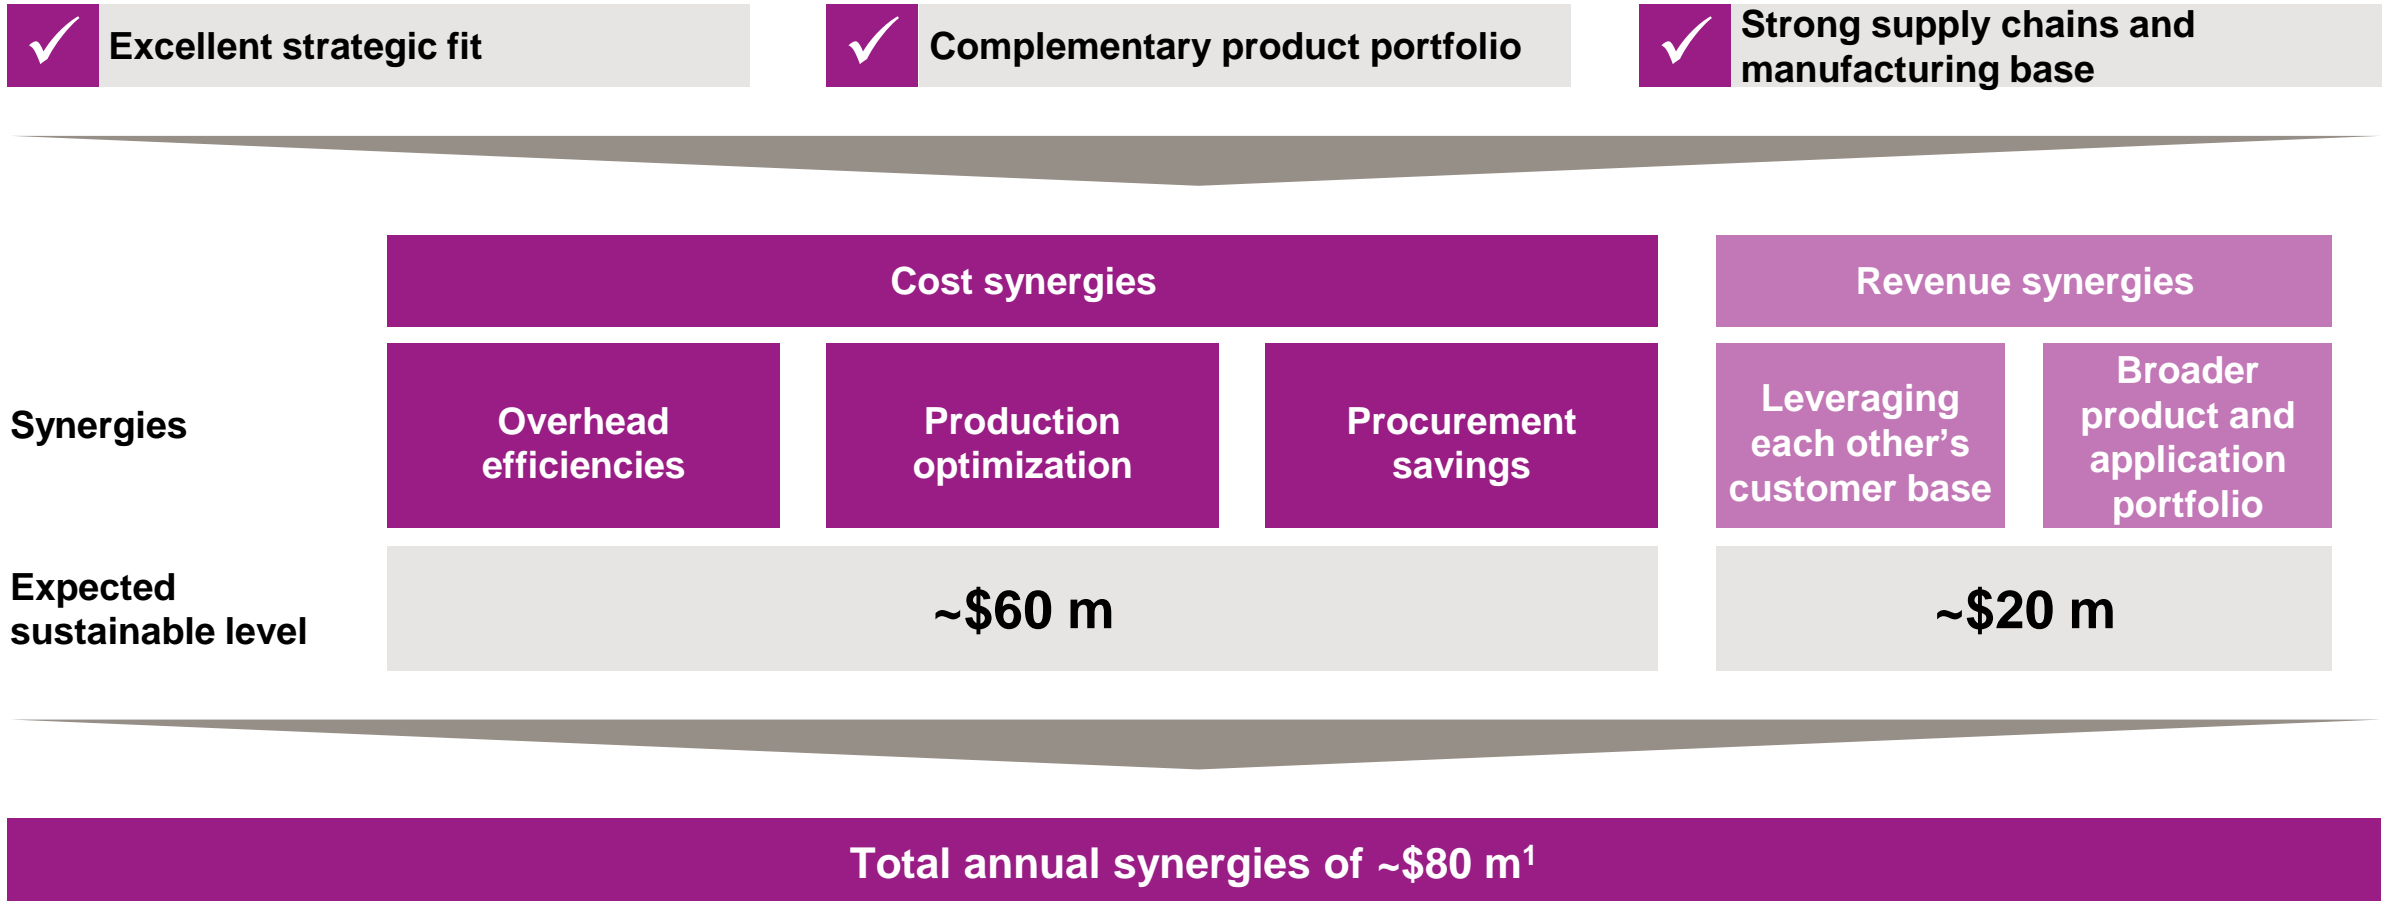 Excellent strategic fit
Complementary product portfolio
Strong supply chains and
manufacturing base
Cost synergies
Revenue synergies
Synergies
Overhead
efficiencies
Production
optimization
Procurement
savings
Leveraging
each other’s
customer base
Broader
product and
application
portfolio
Expected
sustainable level
~$60 m
~$20 m
Total annual synergies of ~$80 m¹